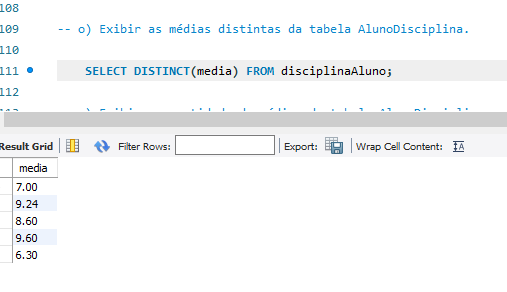 108
109 -- o) Exibir as médias distintas da tabela AlunoDisciplina.
110
111 SELECT DISTINCT(media) FROM disciplinaAluno;
112
Result Grid Filter Rows: Export: Wrap Cell Content:
media
7.00
9.24
8.60
9.60
6.30